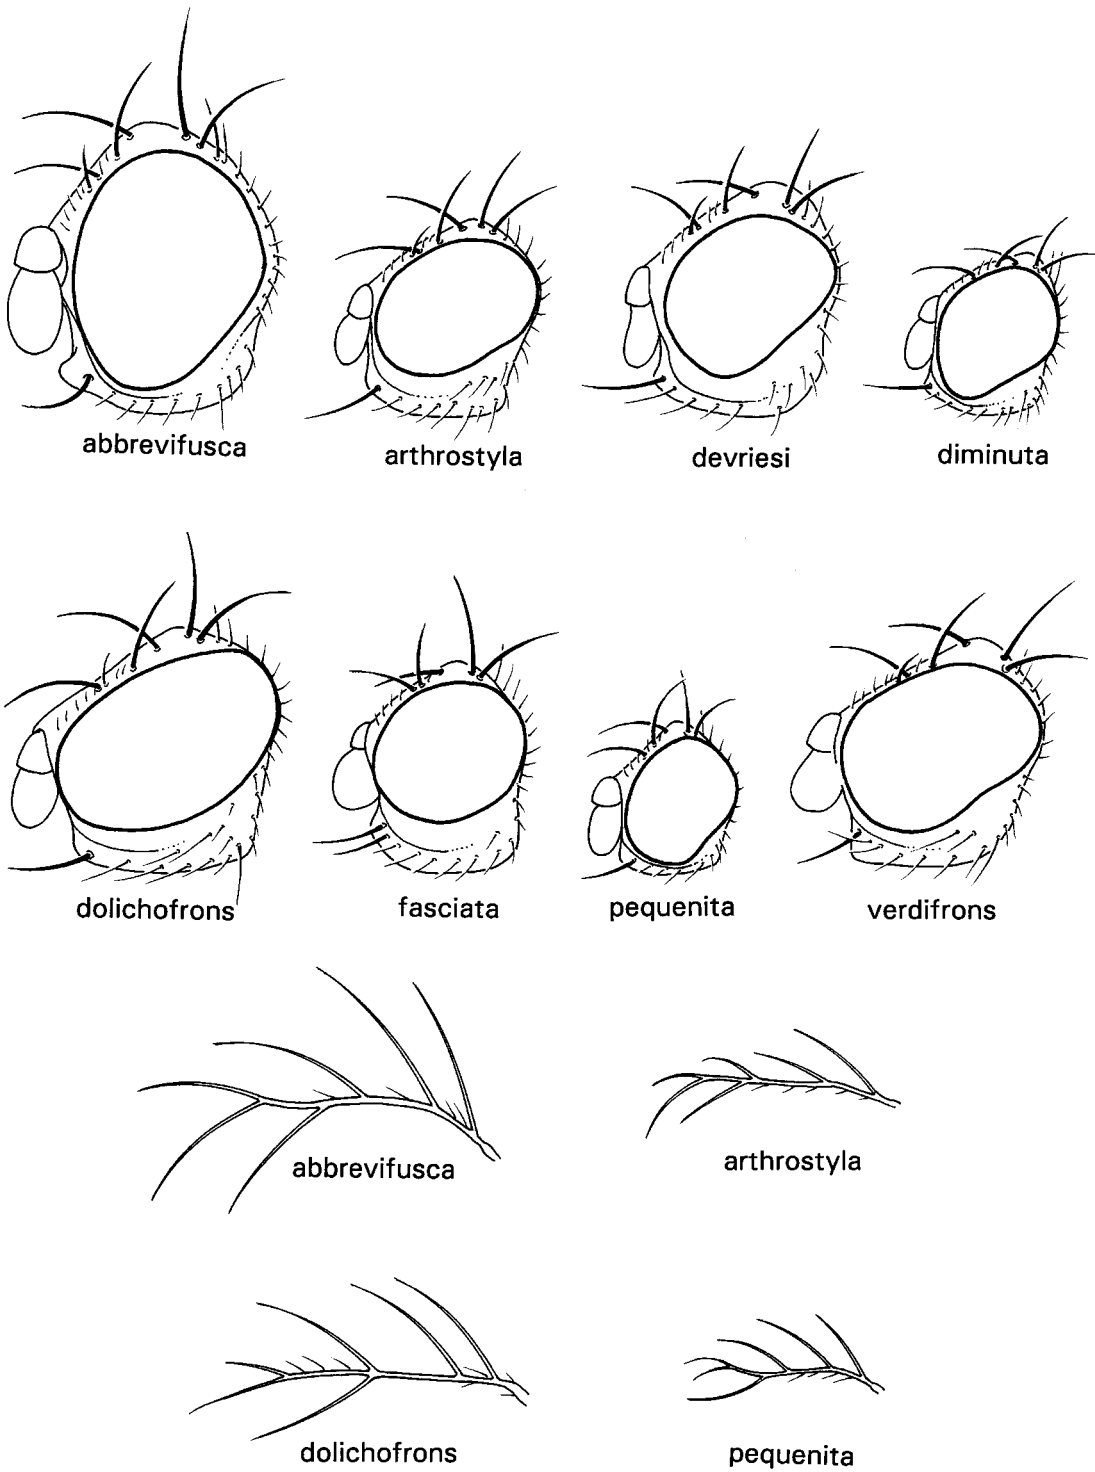 abbrevifusca
arthrostyla
devriesi
diminuta
dolichofrons
fasciata
pequenita
verdifrons
abbrevifusca
arthrostyla
dolichofrons
pequenita